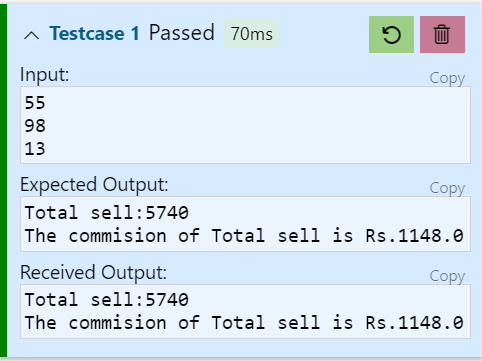 Testcase 1 Passed 70ms
Input:
Copy
55
98
13
Expected Output:
Copy
Total sell:5740
The commision of Total sell is Rs.1148.0
Received Output:
Copy
Total sell:5740
The commision of Total sell is Rs.1148.0